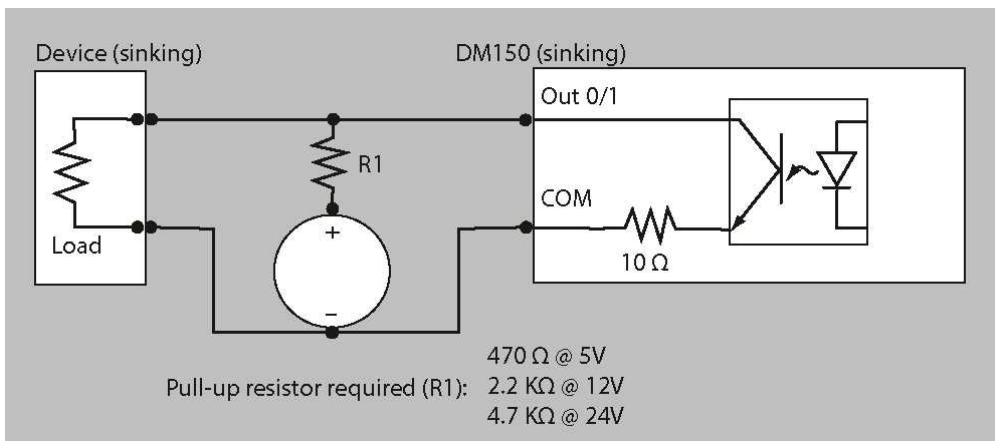 Device (sinking)
DM150 (sinking)
Out 0/1
R1
COM
+
Load
10 Ω
–
470 Ω @ 5V
Pull-up resistor required (R1): 2.2 KΩ @ 12V
4.7 KΩ @ 24V